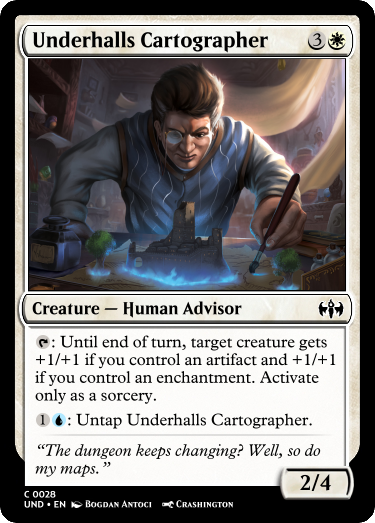 Underhalls Cartographer 3
Creature — Human Advisor
: Until end of turn, target creature gets
+1/+1 if you control an artifact and +1/+1
if you control an enchantment. Activate
only as a sorcery.
1 : Untap Underhalls Cartographer.
“The dungeon keeps changing? Well, so do
my maps.”
2/4
C 0028
UND • EN Bogdan Antoci Crashington